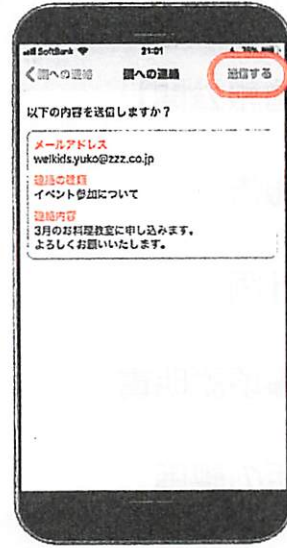 SoftBank 21:01
園への連絡 園への連絡 送信する
以下の内容を送信しますか？
メールアドレス
welkids.yuko@zzz.co.jp
連絡の種類
イベント参加について
連絡内容
3月のお料理教室に申し込みます。
よろしくお願いいたします。